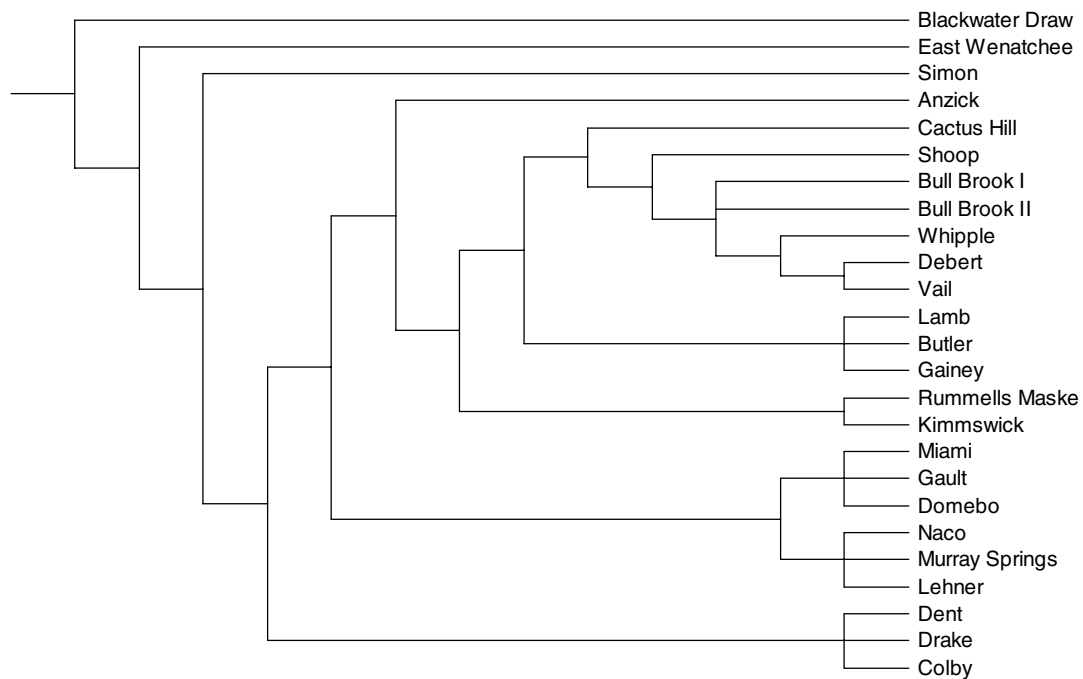 Blackwater Draw
East Wenatchee
Simon
Anzick
Cactus Hill
Shoop
Bull Brook I
Bull Brook II
Whipple
Debert
Vail
Lamb
Butler
Gainey
Rummells Maske
Kimmswick
Miami
Gault
Domebo
Naco
Murray Springs
Lehner
Dent
Drake
Colby